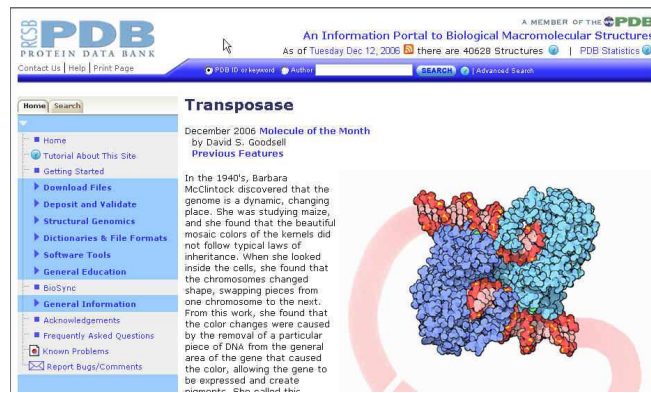 A MEMBER OF THE PDB
RCSB PDB
PROTEIN DATA BANK
An Information Portal to Biological Macromolecular Structures
As of Tuesday Dec 12, 2006 there are 40628 Structures | PDB Statistics
Contact Us | Help | Print Page
PDB ID or keyword Author SEARCH | Advanced Search
Home Search
Home
Tutorial About This Site
Getting Started
Download Files
Deposit and Validate
Structural Genomics
Dictionaries & File Formats
Software Tools
General Education
BioSync
General Information
Acknowledgements
Frequently Asked Questions
Known Problems
Report Bugs/Comments
Transposase
December 2006 Molecule of the Month
by David S. Goodsell
Previous Features
In the 1940's, Barbara
McClintock discovered that the
genome is a dynamic, changing
place. She was studying maize,
and she found that the beautiful
mosaic colors of the kernels did
not follow typical laws of
inheritance. When she looked
inside the cells, she found that
the chromosomes changed
shape, swapping pieces from
one chromosome to the next.
From this work, she found that
the color changes were caused
by the removal of a particular
piece of DNA from the general
area of the gene that caused
the color, allowing the gene to
be expressed and create
pigments. She called this